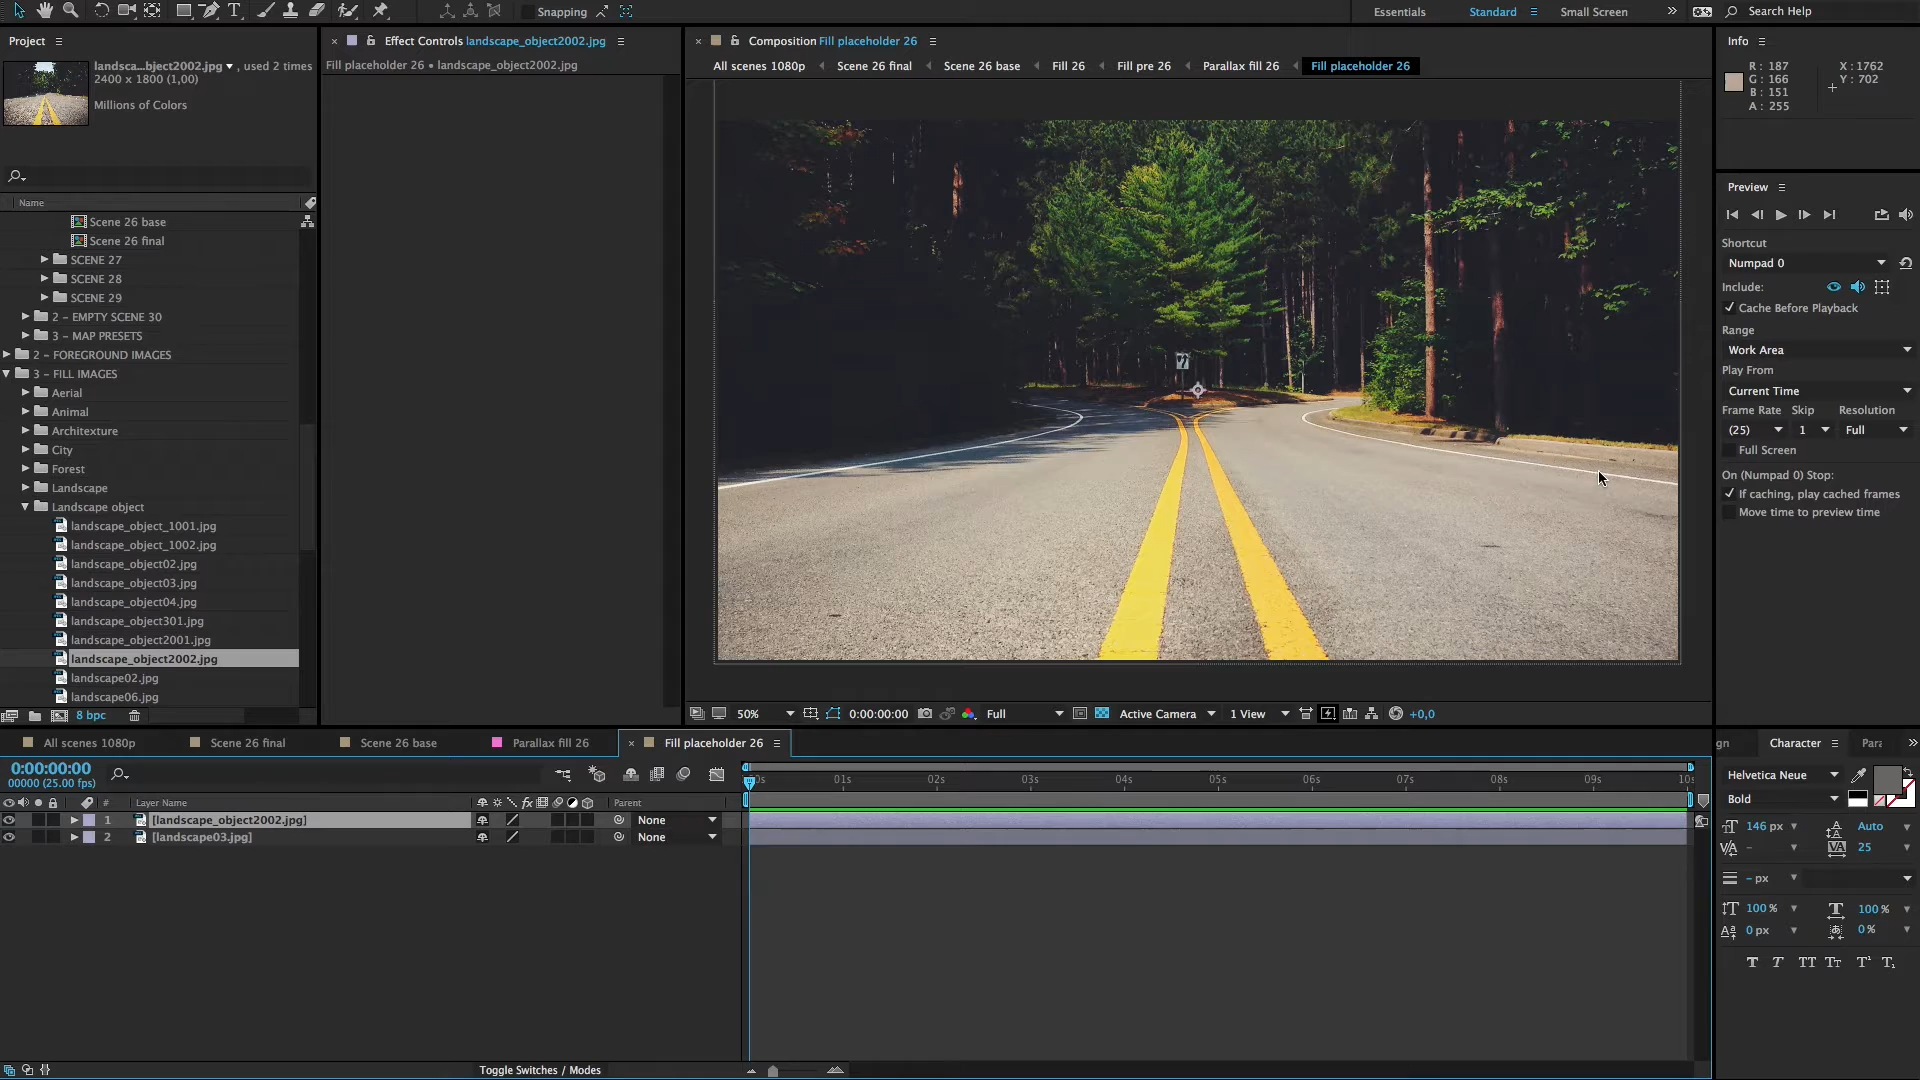 Snapping
Essentials
Standard
Small Screen
Search Help
Project
landsca...bject2002.jpg , used 2 times
2400 x 1800 (1,00)
Millions of Colors
Name
Scene 26 base
Scene 26 final
SCENE 27
SCENE 28
SCENE 29
2 – EMPTY SCENE 30
3 – MAP PRESETS
2 – FOREGROUND IMAGES
3 – FILL IMAGES
Aerial
Animal
Architexture
City
Forest
Landscape
Landscape object
landscape_object_1001.jpg
landscape_object_1002.jpg
landscape_object02.jpg
landscape_object03.jpg
landscape_object04.jpg
landscape_object301.jpg
landscape_object2001.jpg
landscape_object2002.jpg
landscape02.jpg
landscape06.jpg
8 bpc
Effect Controls landscape_object2002.jpg
Fill placeholder 26 • landscape_object2002.jpg
Composition Fill placeholder 26
All scenes 1080p
Scene 26 final
Scene 26 base
Fill 26
Fill pre 26
Parallax fill 26
Fill placeholder 26
50%
0:00:00:00
Full
Active Camera
1 View
+0,0
Info
R : 187
G : 166
B : 151
A : 255
X : 1762
Y : 702
Preview
Shortcut
Numpad 0
Include:
Cache Before Playback
Range
Work Area
Play From
Current Time
Frame Rate Skip Resolution
(25) 1 Full
Full Screen
On (Numpad 0) Stop:
If caching, play cached frames
Move time to preview time
All scenes 1080p
Scene 26 final
Scene 26 base
Parallax fill 26
Fill placeholder 26
0:00:00:00
00000 (25.00 fps)
# Layer Name
fx
Parent
1 [landscape_object2002.jpg] None
2 [landscape03.jpg] None
0s 01s 02s 03s 04s 05s 06s 07s 08s 09s 10s
Toggle Switches / Modes
gn
Character
Para
Helvetica Neue
Bold
146 px
Auto
25
– px
100 %
100 %
0 px
0 %